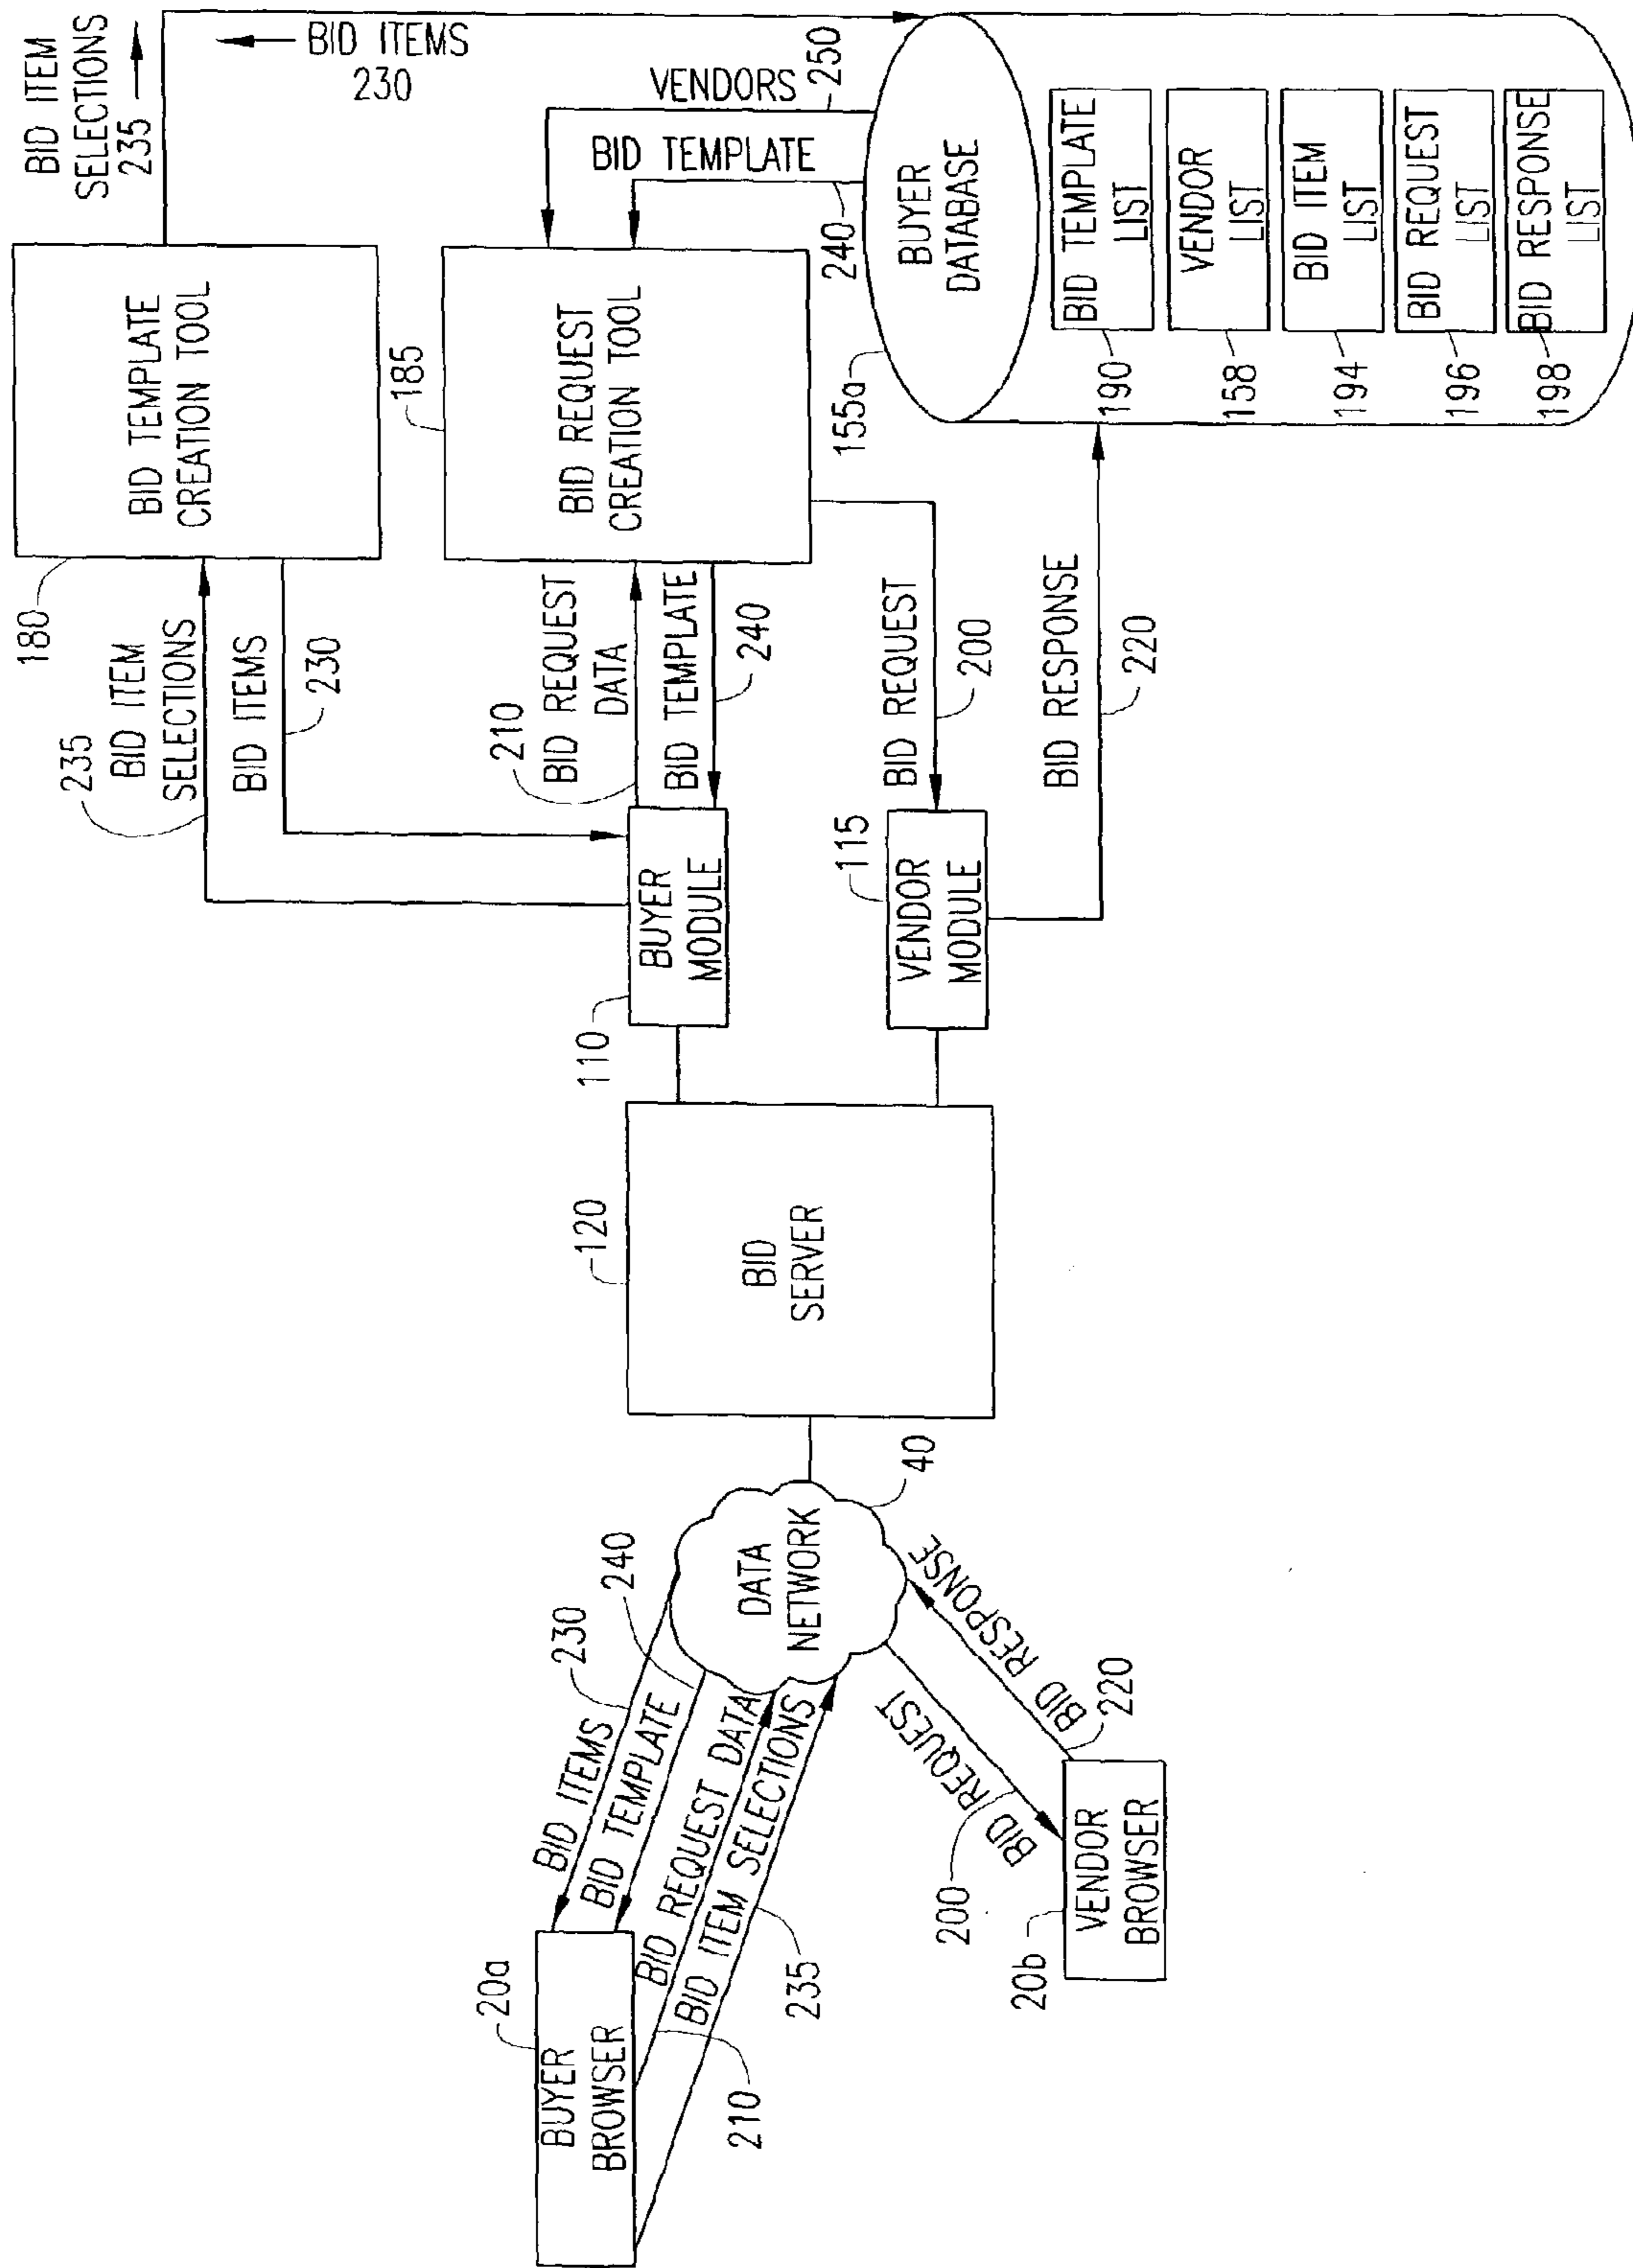 BID ITEM
SELECTIONS
235
BID ITEMS
230
180
BID TEMPLATE
CREATION TOOL
235
BID ITEM
SELECTIONS
BID ITEMS
230
VENDORS
250
BID TEMPLATE
240
185
BID REQUEST
CREATION TOOL
210
BID REQUEST
DATA
BID TEMPLATE
240
110
BUYER
MODULE
115
VENDOR
MODULE
BID REQUEST
200
BID RESPONSE
220
155a
BUYER
DATABASE
BID TEMPLATE
LIST
190
VENDOR
LIST
158
BID ITEM
LIST
194
BID REQUEST
LIST
196
BID RESPONSE
LIST
198
120
BID
SERVER
40
DATA
NETWORK
20a
BUYER
BROWSER
BID ITEMS
230
BID TEMPLATE
240
BID REQUEST DATA
210
BID ITEM SELECTIONS
235
BID REQUEST
200
BID RESPONSE
220
20b
VENDOR
BROWSER